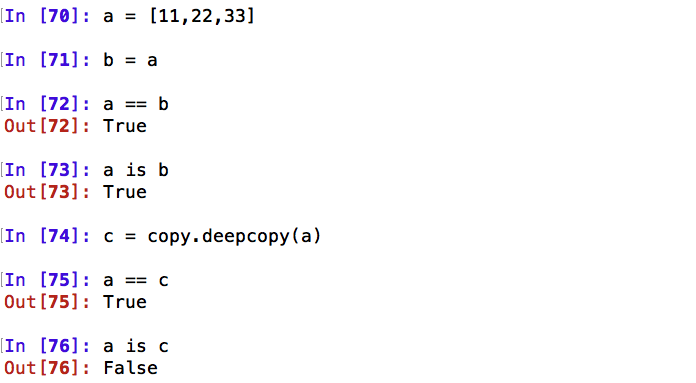 In [70]: a = [11,22,33]
In [71]: b = a
In [72]: a == b
Out[72]: True
In [73]: a is b
Out[73]: True
In [74]: c = copy.deepcopy(a)
In [75]: a == c
Out[75]: True
In [76]: a is c
Out[76]: False